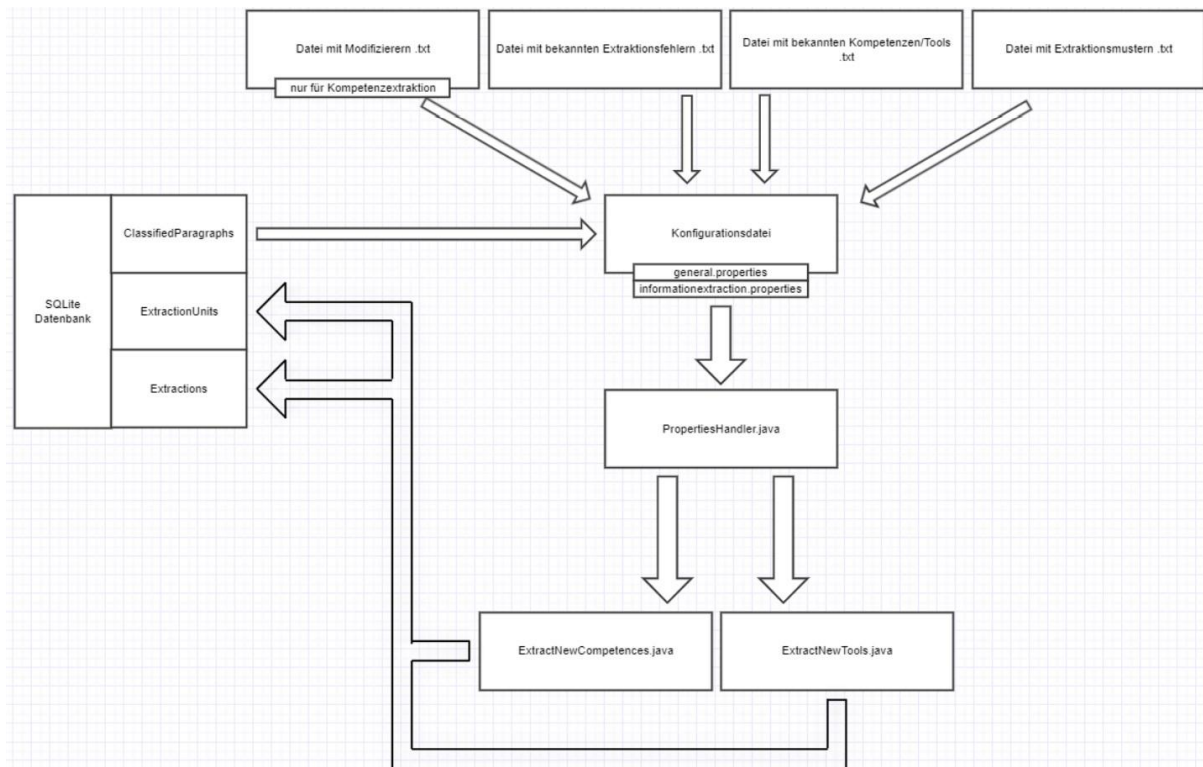 Datei mit Modifizierern .txt
nur für Kompetenzextraktion
Datei mit bekannten Extraktionsfehlern .txt
Datei mit bekannten Kompetenzen/Tools
.txt
Datei mit Extraktionsmustern .txt
SQLite
Datenbank
ClassifiedParagraphs
ExtractionUnits
Extractions
Konfigurationsdatei
general.properties
informationextraction.properties
PropertiesHandler.java
ExtractNewCompetences.java
ExtractNewTools.java